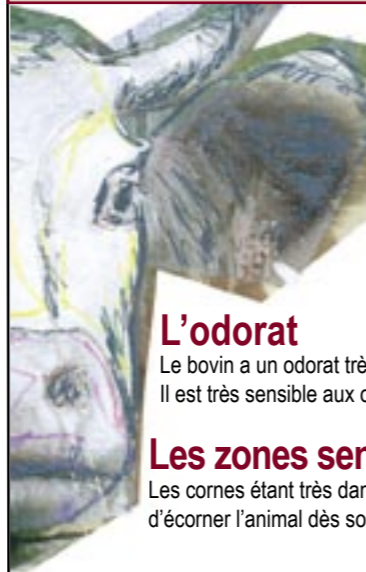 L’odorat
Le bovin a un odorat trè
Il est très sensible aux
Les zones sen
Les cornes étant très dan
d’écorner l’animal dès so